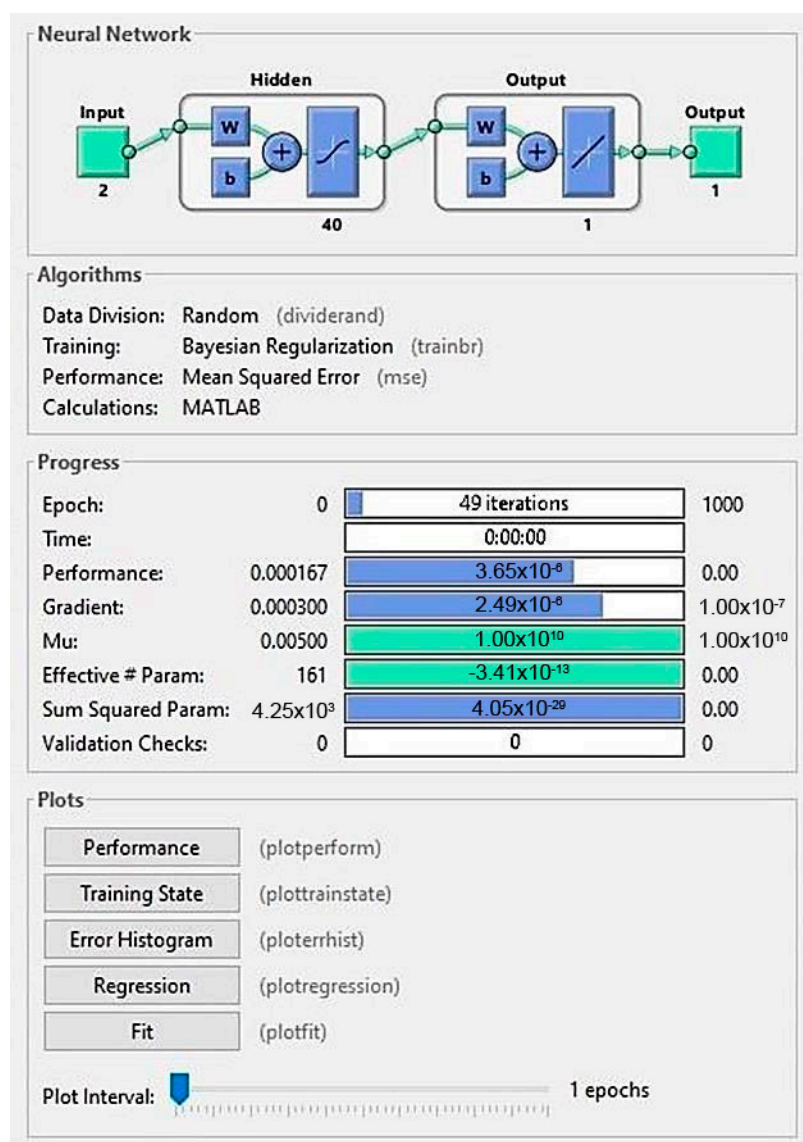 Neural Network
Hidden
Output
Input
Output
W
b
+
W
b
+
2
40
1
1
Algorithms
Data Division: Random (dividerand)
Training: Bayesian Regularization (trainbr)
Performance: Mean Squared Error (mse)
Calculations: MATLAB
Progress
Epoch: 0 49 iterations 1000
Time: 0:00:00
Performance: 0.000167 3.65x10⁻⁶ 0.00
Gradient: 0.000300 2.49x10⁻⁶ 1.00x10⁻⁷
Mu: 0.00500 1.00x10¹⁰ 1.00x10¹⁰
Effective # Param: 161 -3.41x10⁻¹³ 0.00
Sum Squared Param: 4.25x10³ 4.05x10⁻²⁹ 0.00
Validation Checks: 0 0 0
Plots
Performance (plotperform)
Training State (plottrainstate)
Error Histogram (ploterrhist)
Regression (plotregression)
Fit (plotfit)
Plot Interval: 1 epochs